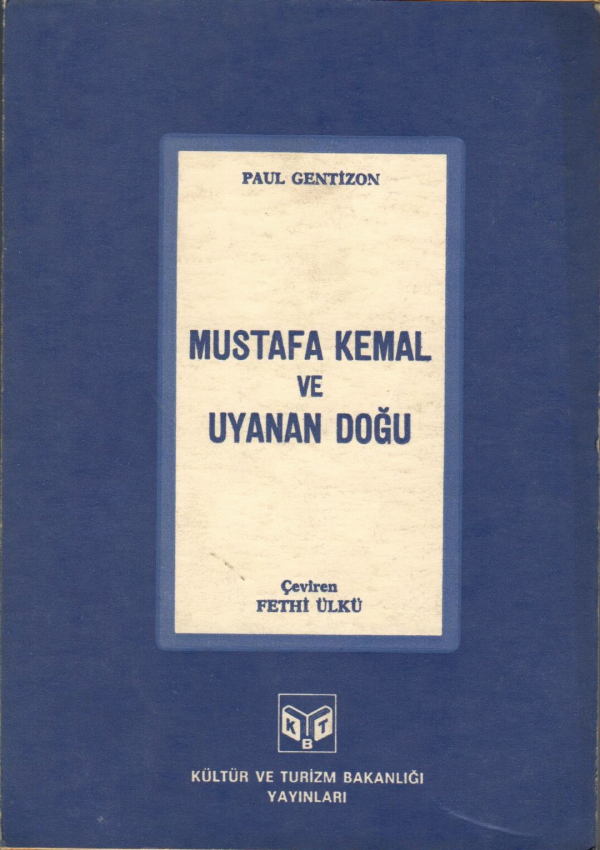 PAUL GENTİZON
MUSTAFA KEMAL
VE
UYANAN DOĞU
Çeviren
FETHİ ÜLKÜ
K B T
KÜLTÜR VE TURİZM BAKANLIĞI
YAYINLARI